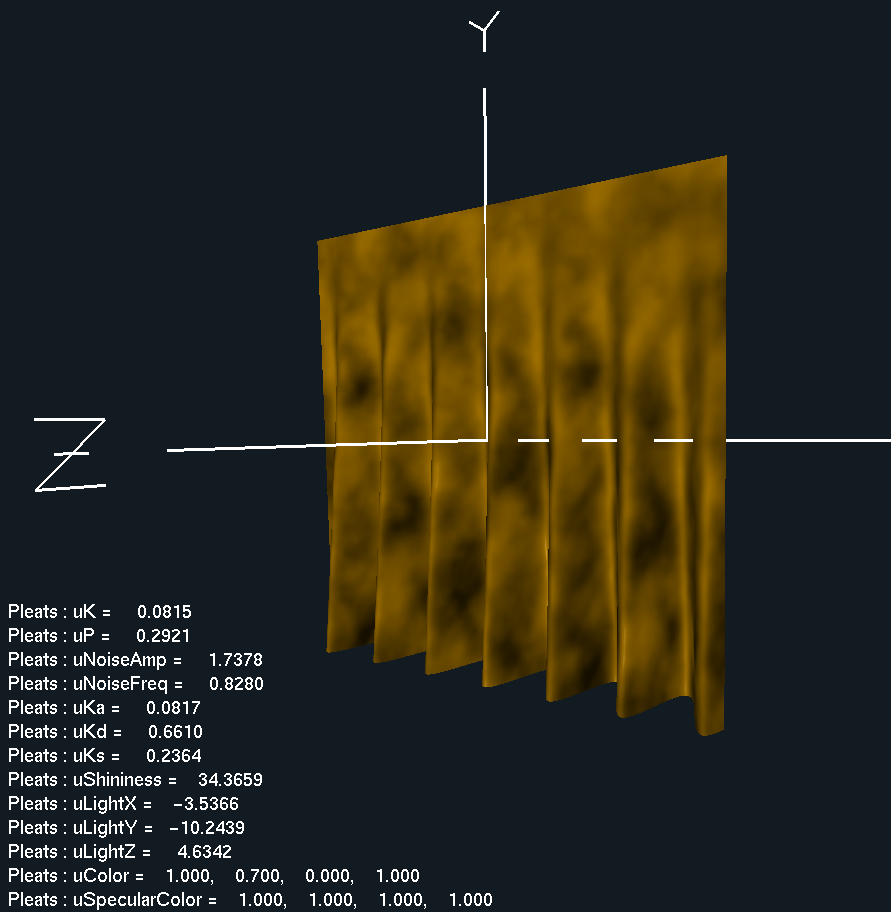 Y
Z
Pleats : uK = 0.0815
Pleats : uP = 0.2921
Pleats : uNoiseAmp = 1.7378
Pleats : uNoiseFreq = 0.8280
Pleats : uKa = 0.0817
Pleats : uKd = 0.6610
Pleats : uKs = 0.2364
Pleats : uShininess = 34.3659
Pleats : uLightX = −3.5366
Pleats : uLightY = −10.2439
Pleats : uLightZ = 4.6342
Pleats : uColor = 1.000, 0.700, 0.000, 1.000
Pleats : uSpecularColor = 1.000, 1.000, 1.000, 1.000